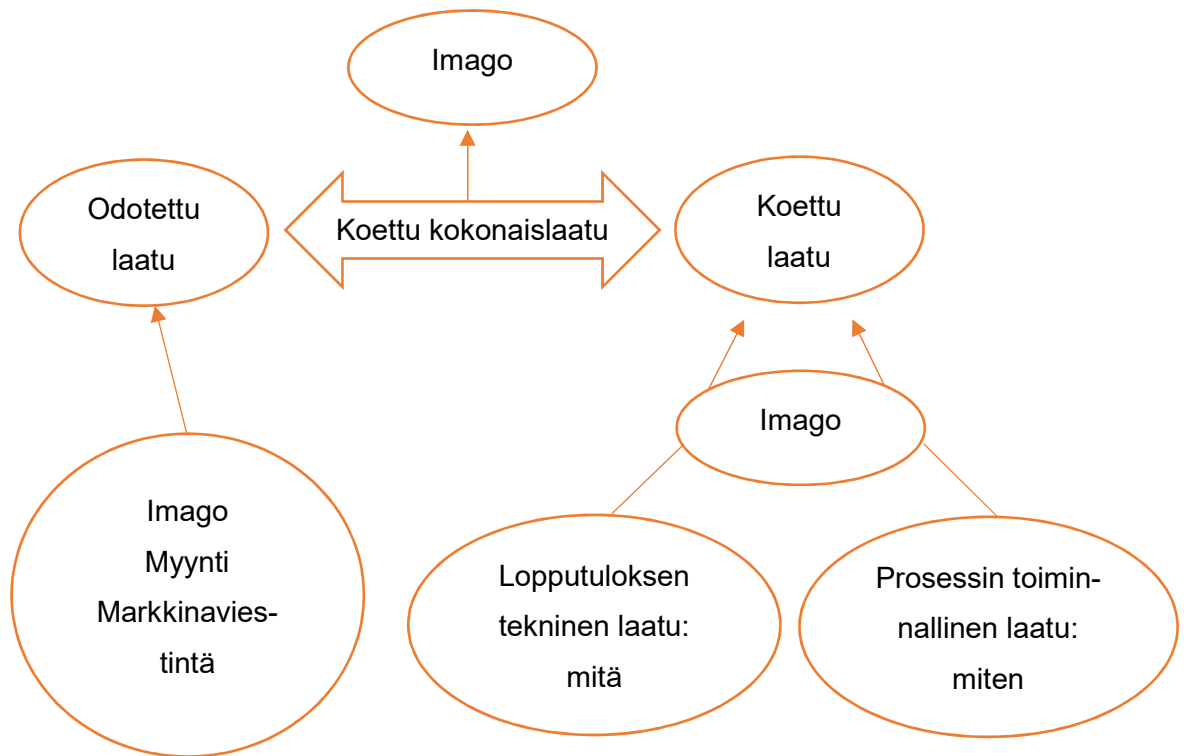 Imago
Odotettu
laatu
Koettu kokonaislaatu
Koettu
laatu
Imago
Imago
Myynti
Markkinavies-
tintä
Lopputuloksen
tekninen laatu:
mitä
Prosessin toimin-
nallinen laatu:
miten